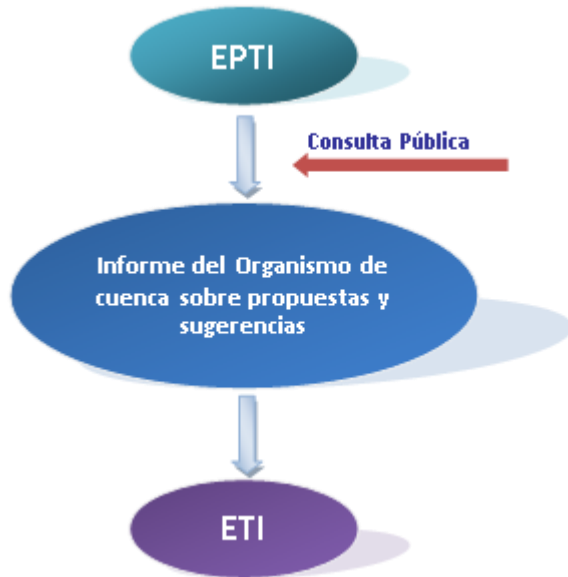 EPTI
Consulta Pública
Informe del Organismo de
cuenca sobre propuestas y
sugerencias
ETI